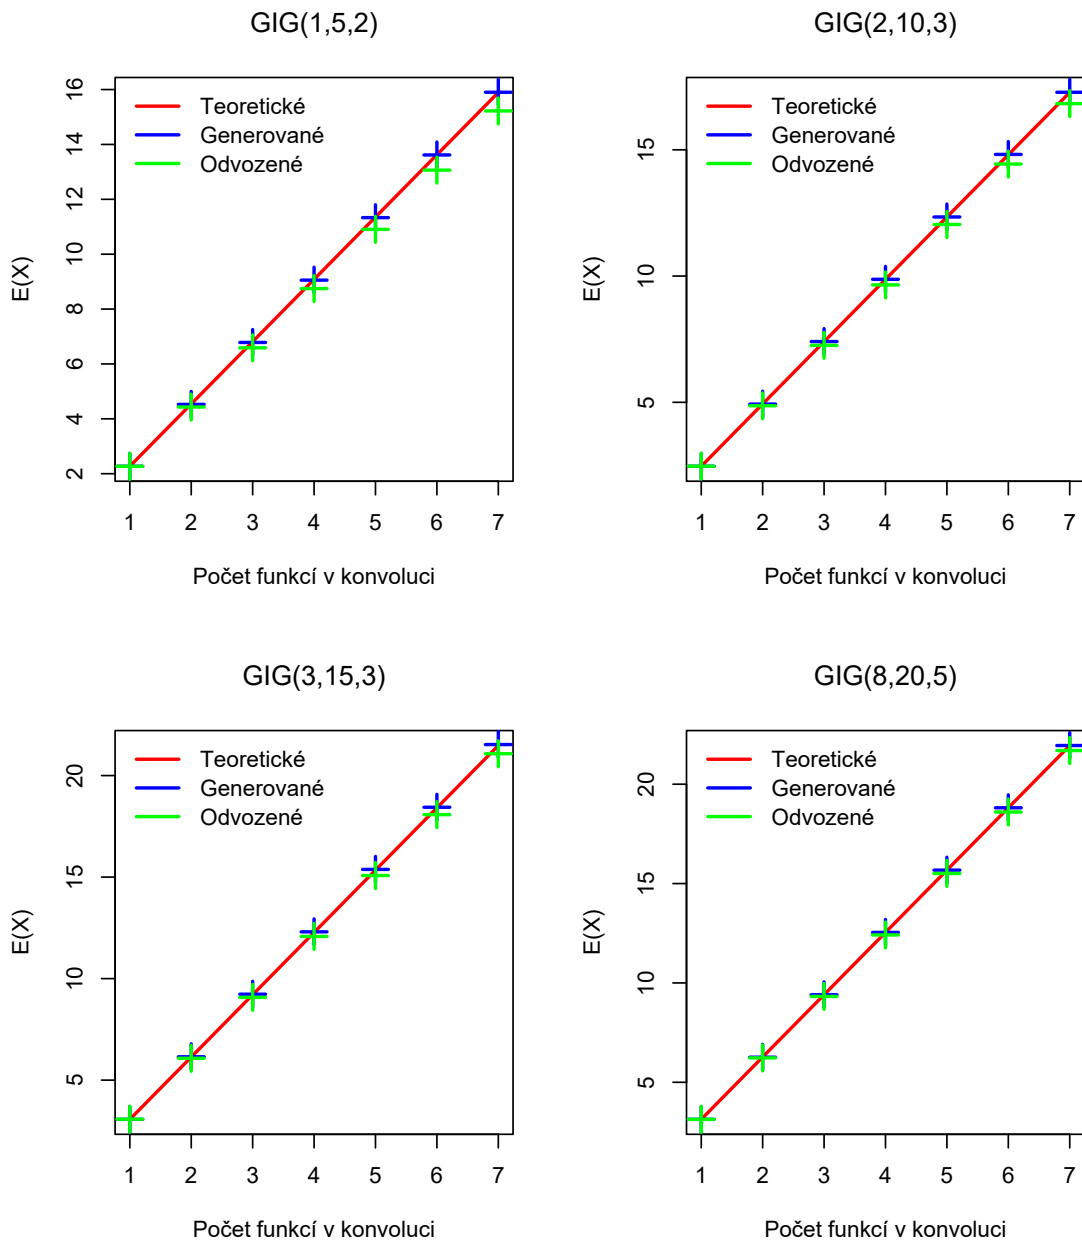 GIG(1,5,2)
E(X)
16
14
12
10
8
6
4
2
Teoretické
Generované
Odvozené
1 2 3 4 5 6 7
Počet funkcí v konvoluci
GIG(2,10,3)
E(X)
15
10
5
Teoretické
Generované
Odvozené
1 2 3 4 5 6 7
Počet funkcí v konvoluci
GIG(3,15,3)
E(X)
20
15
10
5
Teoretické
Generované
Odvozené
1 2 3 4 5 6 7
Počet funkcí v konvoluci
GIG(8,20,5)
E(X)
20
15
10
5
Teoretické
Generované
Odvozené
1 2 3 4 5 6 7
Počet funkcí v konvoluci